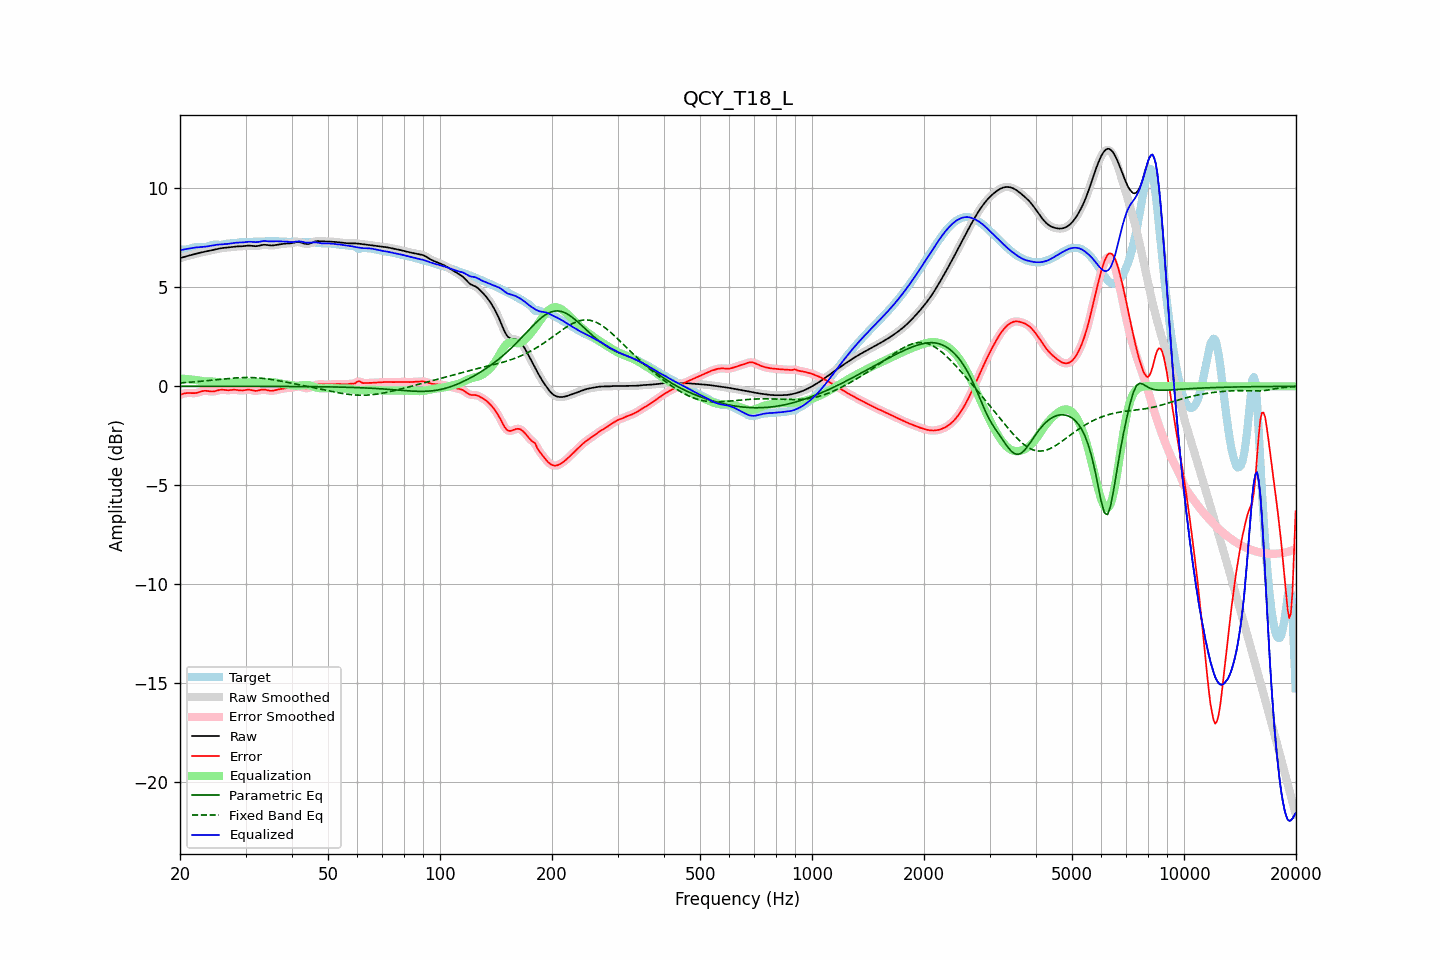 QCY_T18_L
Amplitude (dBr)
10
5
0
−5
−10
−15
−20
Target
Raw Smoothed
Error Smoothed
Raw
Error
Equalization
Parametric Eq
Fixed Band Eq
Equalized
20 50 100 200 500 1000 2000 5000 10000 20000
Frequency (Hz)